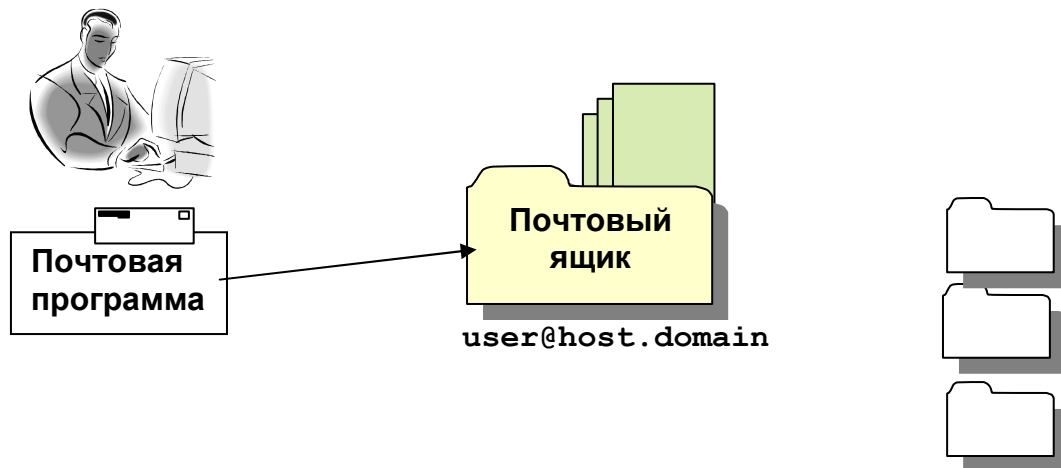 Почтовый
ящик
Почтовая
программа
user@host.domain